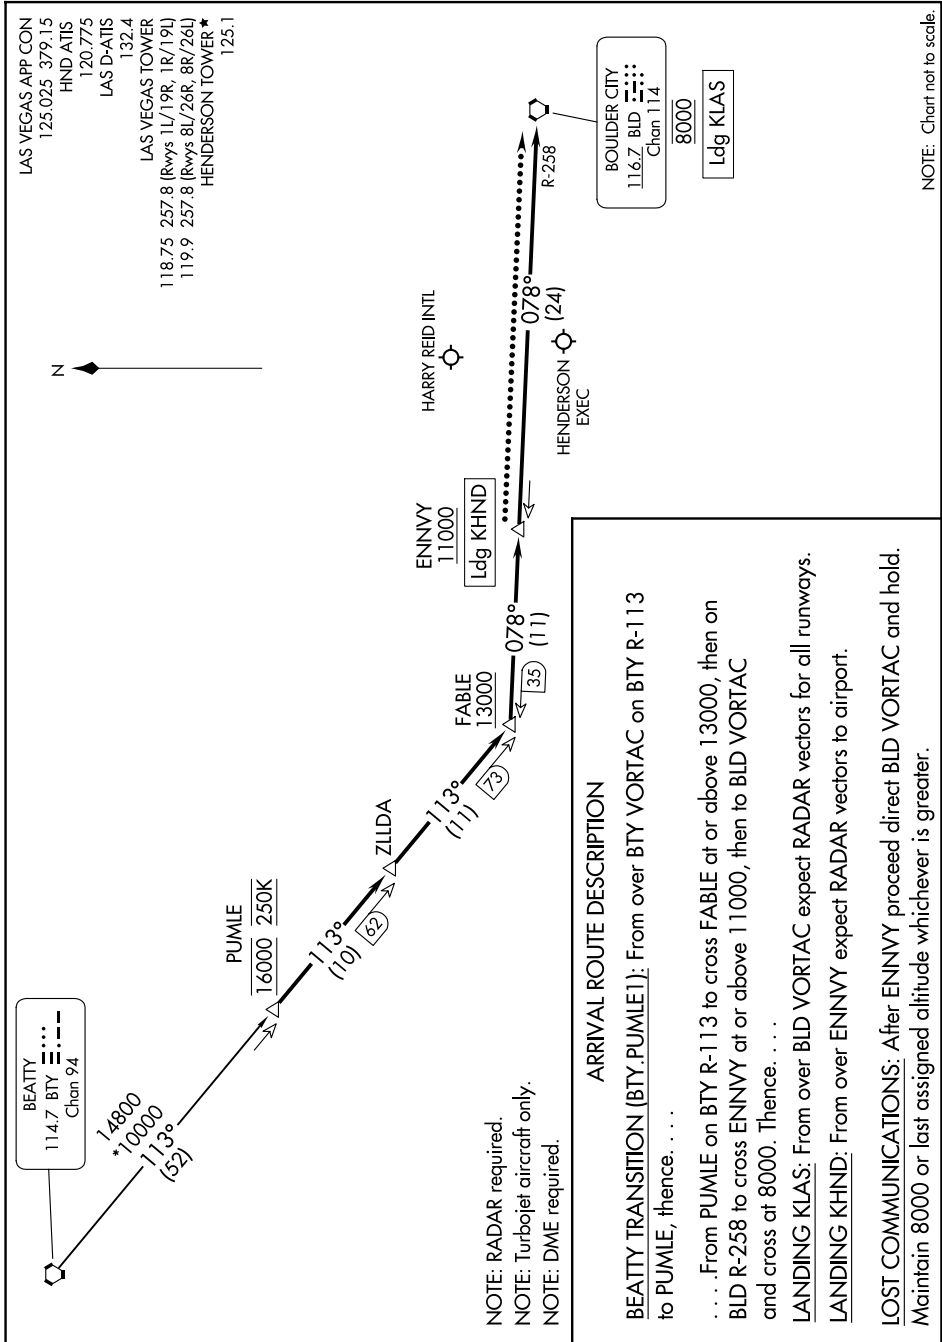 LAS VEGAS APP CON
125.025 379.15
HND ATIS
120.775
LAS D-ATIS
132.4
LAS VEGAS TOWER
118.75 257.8 (Rwys 1L/19R, 1R/19L)
119.9 257.8 (Rwys 8L/26R, 8R/26L)
HENDERSON TOWER★
125.1
N
BEATTY
114.7 BTY
Chan 94
14800
*10000
113°
(52)
PUMLE
16000 250K
113°
(10)
62
ZLLDA
113°
(11)
73
FABLE
13000
35
078°
(11)
ENNVY
11000
Ldg KHND
HARRY REID INTL
078°
(24)
HENDERSON
EXEC
R-258
BOULDER CITY
116.7 BLD
Chan 114
8000
Ldg KLAS
NOTE: RADAR required.
NOTE: Turbojet aircraft only.
NOTE: DME required.
ARRIVAL ROUTE DESCRIPTION
BEATTY TRANSITION (BTY.PUMLE1): From over BTY VORTAC on BTY R-113
to PUMLE, thence. . . .
. . . .From PUMLE on BTY R-113 to cross FABLE at or above 13000, then on
BLD R-258 to cross ENNVY at or above 11000, then to BLD VORTAC
and cross at 8000. Thence. . . .
LANDING KLAS: From over BLD VORTAC expect RADAR vectors for all runways.
LANDING KHND: From over ENNVY expect RADAR vectors to airport.
LOST COMMUNICATIONS: After ENNVY proceed direct BLD VORTAC and hold.
Maintain 8000 or last assigned altitude whichever is greater.
NOTE: Chart not to scale.